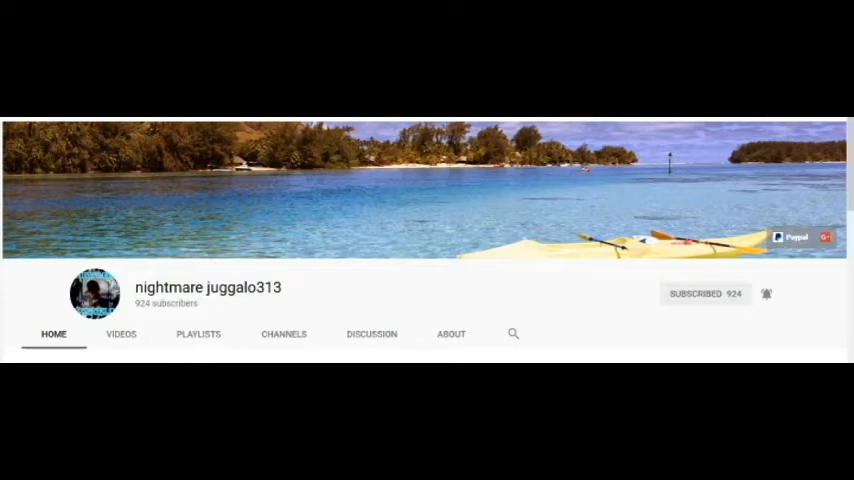 Paypal G+
nightmare juggalo313
924 subscribers
SUBSCRIBED 924
HOME VIDEOS PLAYLISTS CHANNELS DISCUSSION ABOUT